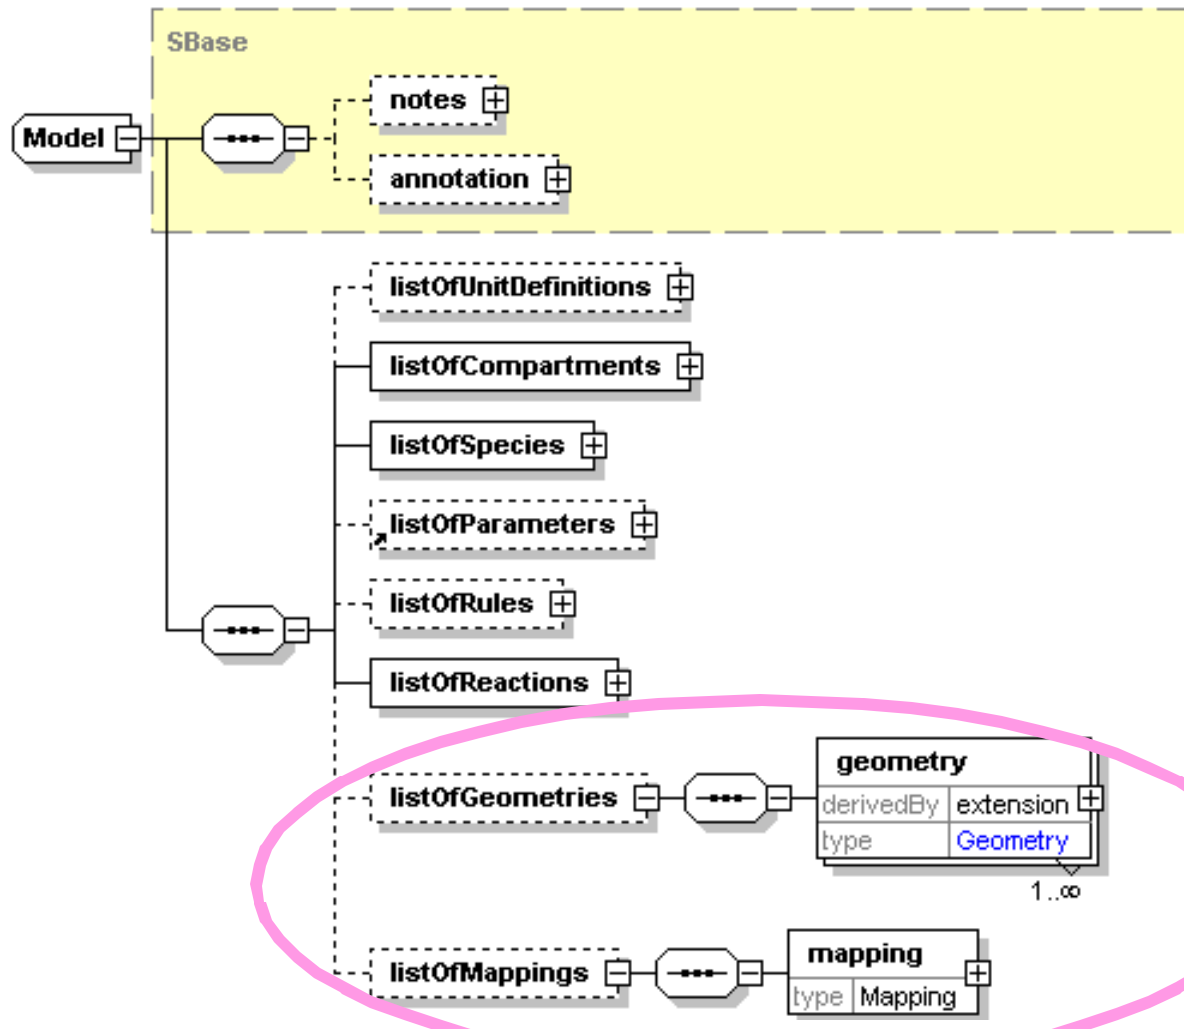 SBase
notes
Model
annotation
listOfUnitDefinitions
listOfCompartments
listOfSpecies
listOfParameters
listOfRules
listOfReactions
geometry
listOfGeometries
derivedBy extension
type Geometry
1..∞
mapping
listOfMappings
type Mapping